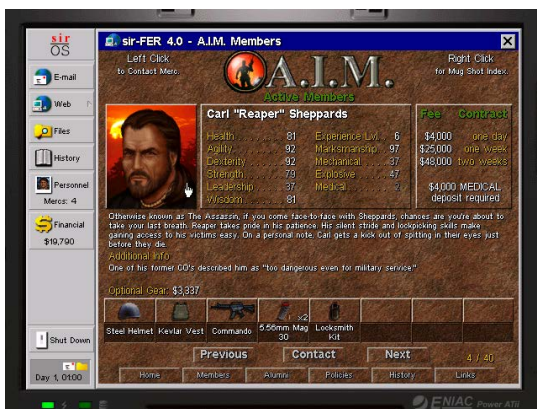 sir
OS
E-mail
Web
Files
History
Personnel
Mercs: 4
Financial
$19,790
Shut Down
Day 1, 01:00
sir-FER 4.0 - A.I.M. Members
X
Left Click
to Contact Merc.
A.I.M.
Right Click
for Mug Shot Index.
Active Members
Carl "Reaper" Sheppards
Health 81 Experience Lvl. 6
Agility 92 Marksmanship 97
Dexterity 92 Mechanical 37
Strength 79 Explosive 47
Leadership 37 Medical 2
Wisdom 81
Fee Contract
$4,000 one day
$25,000 one week
$48,000 two weeks
$4,000 MEDICAL
deposit required
Otherwise known as The Assassin, if you come face-to-face with Sheppards, chances are you're about to
take your last breath. Reaper takes pride in his patience. His silent stride and lockpicking skills make
gaining access to his victims easy. On a personal note, Carl gets a kick out of spitting in their eyes just
before they die.
Additional Info:
One of his former CO's described him as "too dangerous even for military service."
Optional Gear: $3,337
x2
Steel Helmet Kevlar Vest Commando 5.56mm Mag 30 Locksmith Kit
Previous Contact Next 4 / 40
Home Members Alumni Policies History Links
ENIAC Power ATii